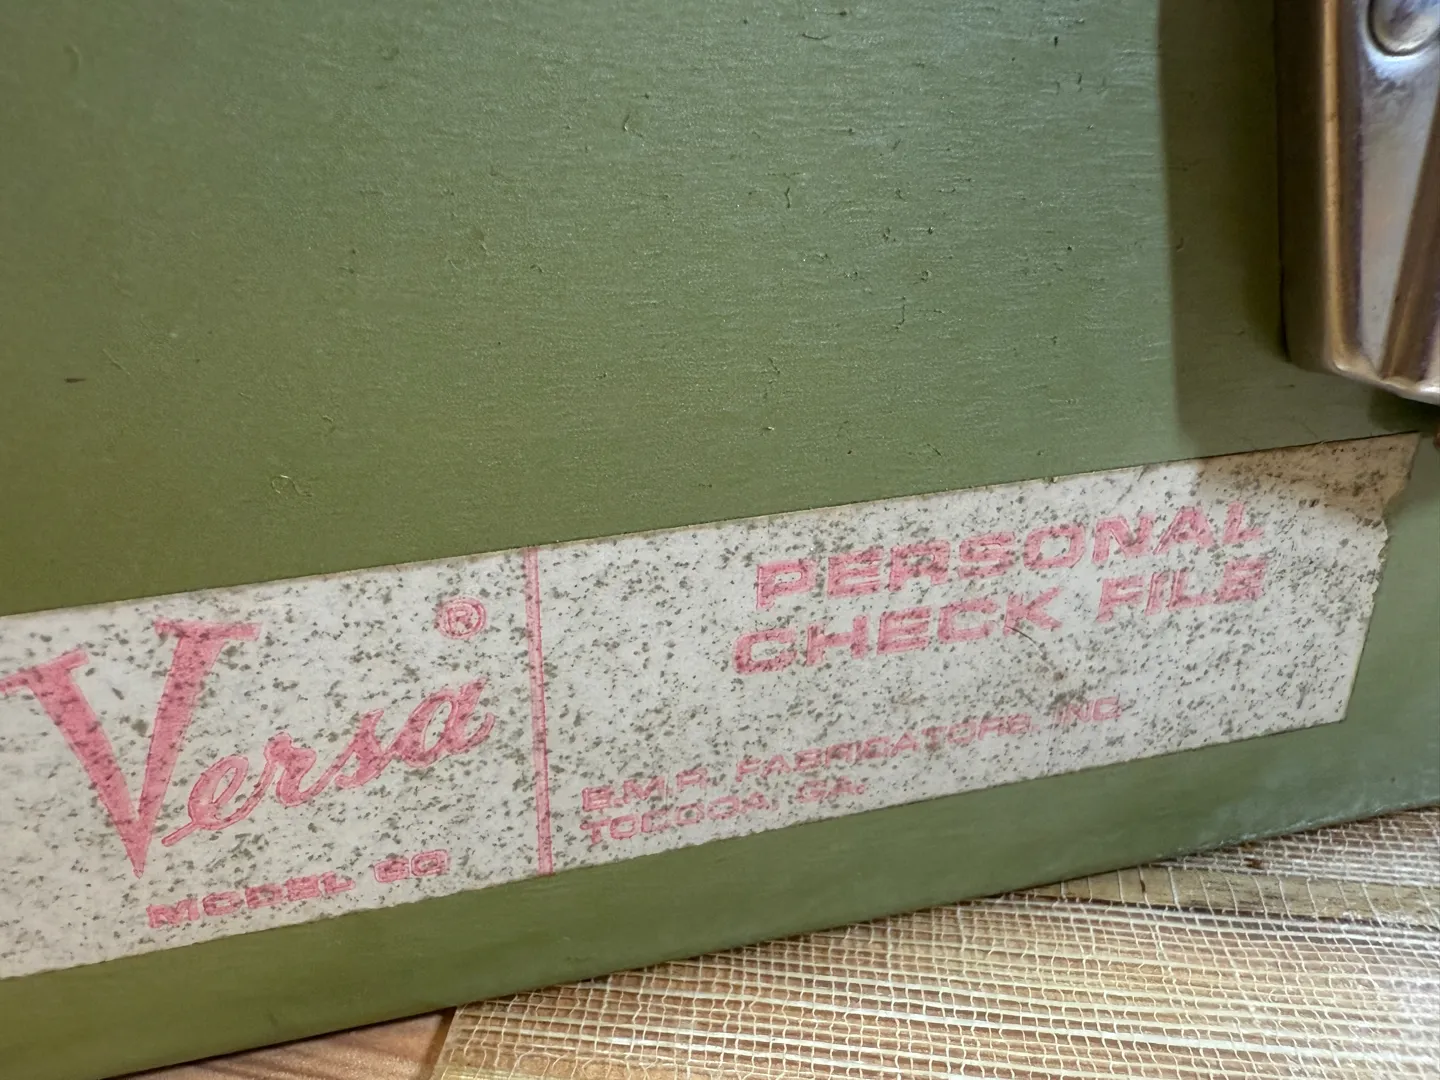 Versa®
MODEL 60
PERSONAL
CHECK FILE
B.M.R. FABRICATORS, INC.
TOCCOA, GA.